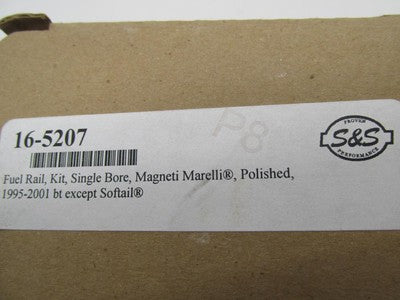 16-5207
P8
PROVEN
S&S
PERFORMANCE
Fuel Rail, Kit, Single Bore, Magneti Marelli®, Polished,
1995-2001 bt except Softail®